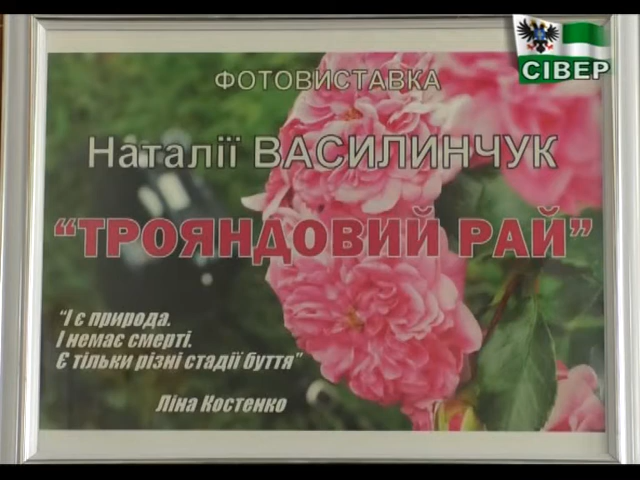 СІВЕР
ФОТОВИСТАВКА
Наталії ВАСИЛИНЧУК
“ТРОЯНДОВИЙ РАЙ”
“І є природа.
І немає смерті.
Є тільки різні стадії буття”
Ліна Костенко